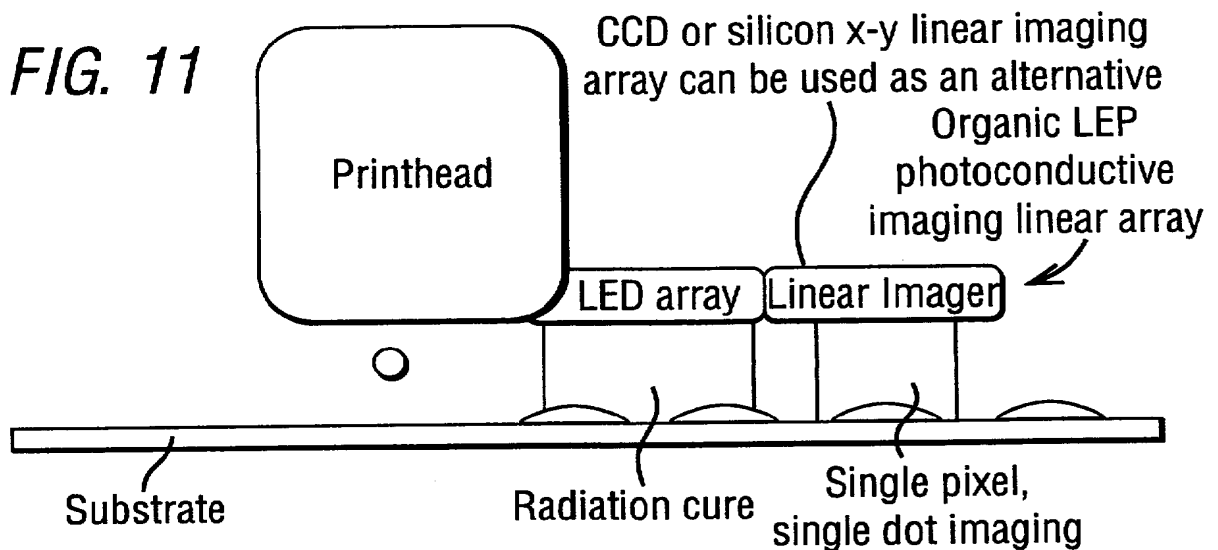 FIG. 11
CCD or silicon x-y linear imaging
array can be used as an alternative
Organic LEP
photoconductive
imaging linear array
Printhead
LED array
Linear Imager
Substrate
Radiation cure
Single pixel,
single dot imaging